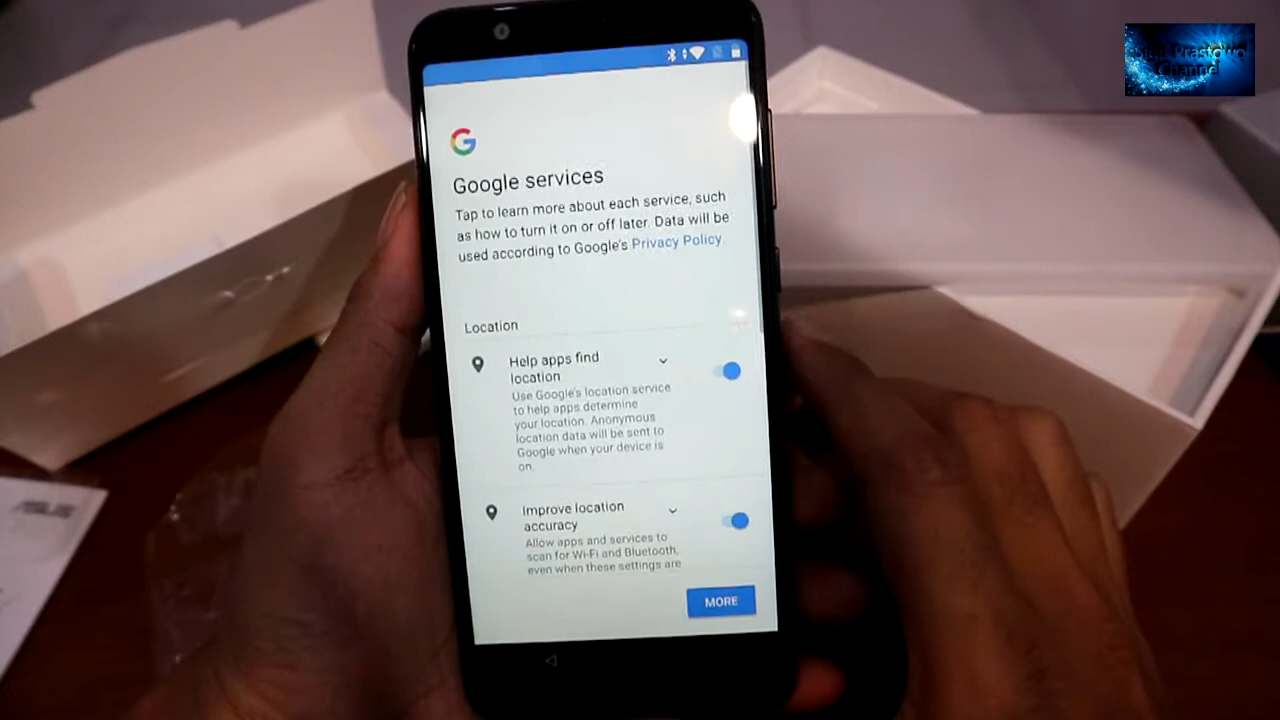 Prastowo
Channel
Google services
Tap to learn more about each service, such
as how to turn it on or off later. Data will be
used according to Google's Privacy Policy.
Location
Help apps find
location
Use Google's location service
to help apps determine
your location. Anonymous
location data will be sent to
Google when your device is
on.
Improve location
accuracy
Allow apps and services to
scan for Wi-Fi and Bluetooth,
even when these settings are
MORE
ASUS